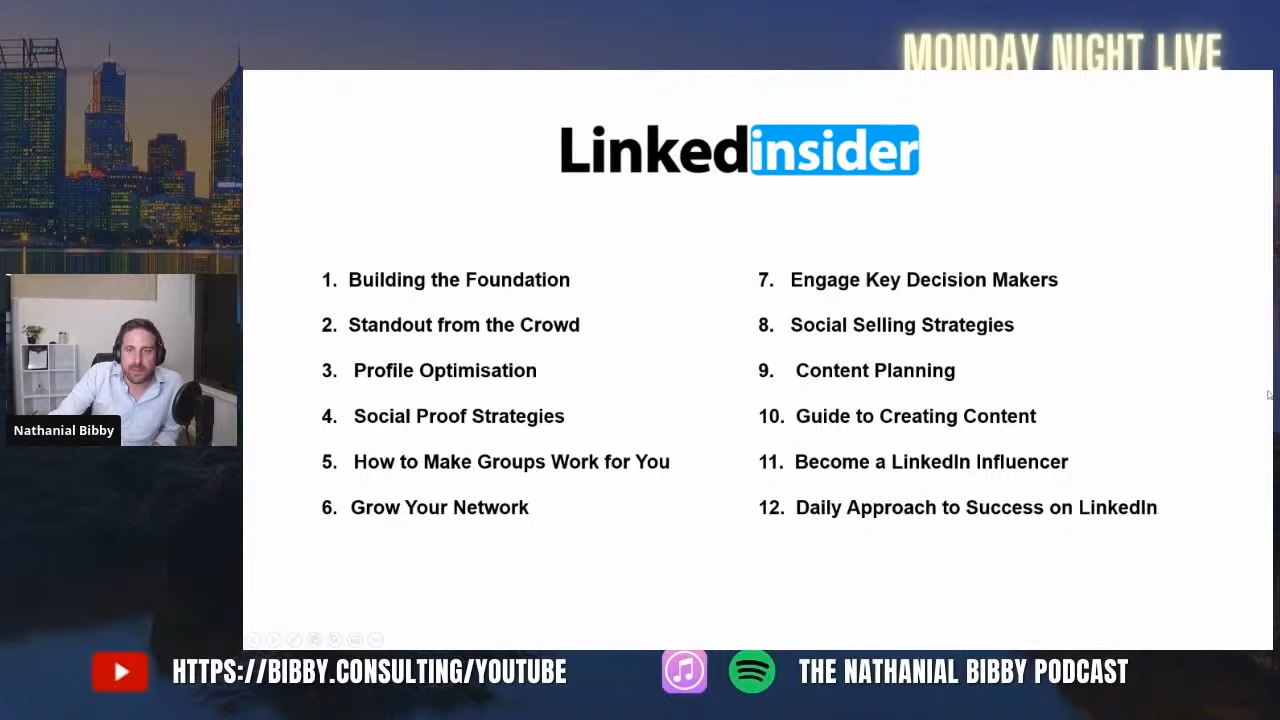 MONDAY NIGHT LIVE
Linkedinsider
1. Building the Foundation
2. Standout from the Crowd
3. Profile Optimisation
4. Social Proof Strategies
5. How to Make Groups Work for You
6. Grow Your Network
7. Engage Key Decision Makers
8. Social Selling Strategies
9. Content Planning
10. Guide to Creating Content
11. Become a LinkedIn Influencer
12. Daily Approach to Success on LinkedIn
Nathanial Bibby
HTTPS://BIBBY.CONSULTING/YOUTUBE
THE NATHANIAL BIBBY PODCAST